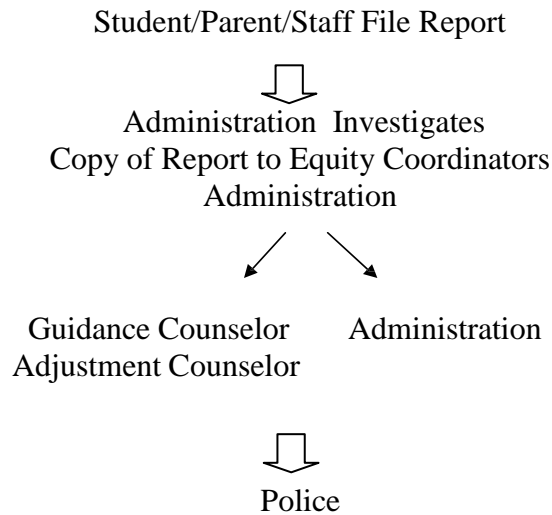 Student/Parent/Staff File Report
Administration Investigates
Copy of Report to Equity Coordinators
Administration
Guidance Counselor
Adjustment Counselor
Administration
Police